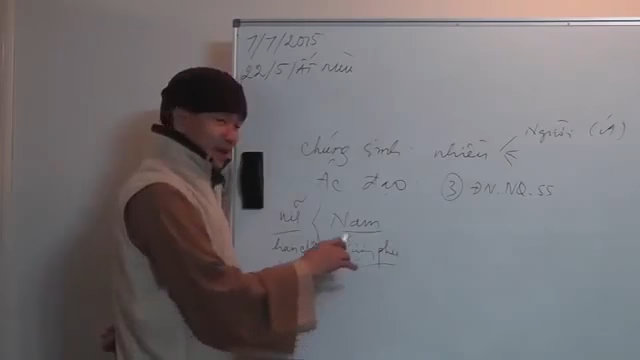 7/7/2015
22/5/Ất Mùi
Người (ít)
chúng sinh nhiều
Ác đạo ③ ĐN.NQ.SS
nữ Nam